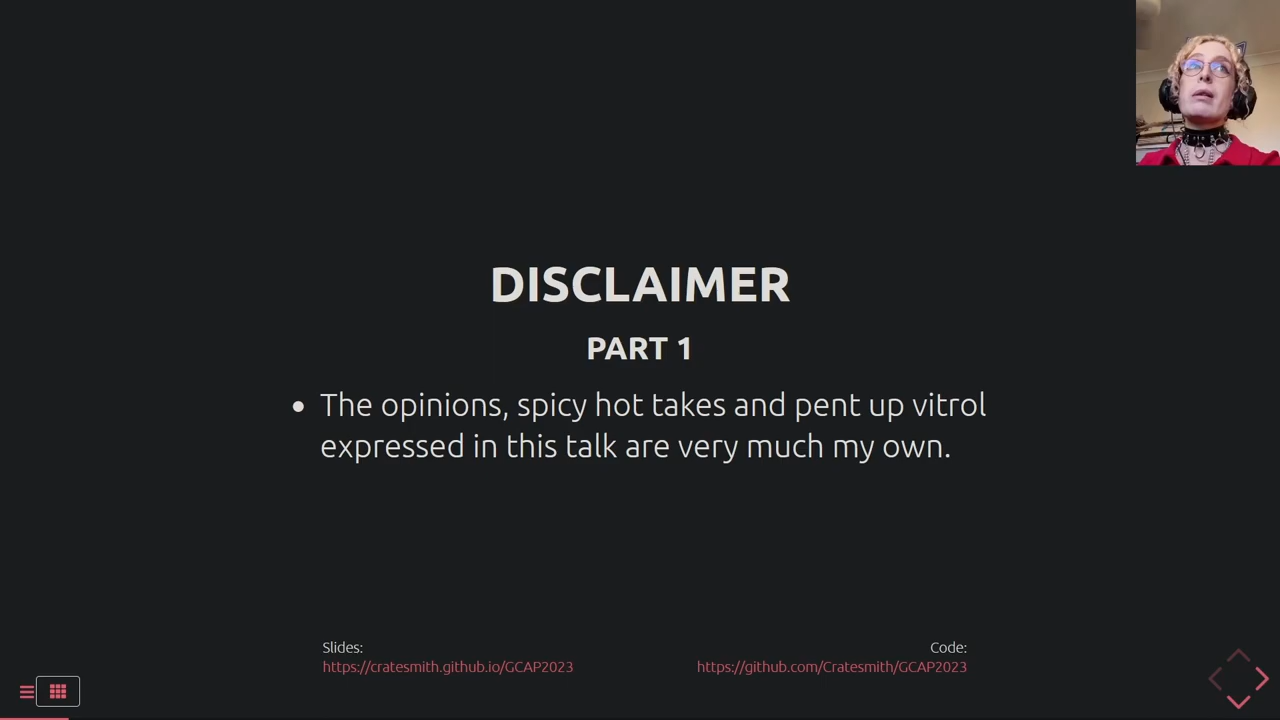 DISCLAIMER
PART 1
The opinions, spicy hot takes and pent up vitrol
expressed in this talk are very much my own.
Slides:
https://cratesmith.github.io/GCAP2023
Code:
https://github.com/Cratesmith/GCAP2023